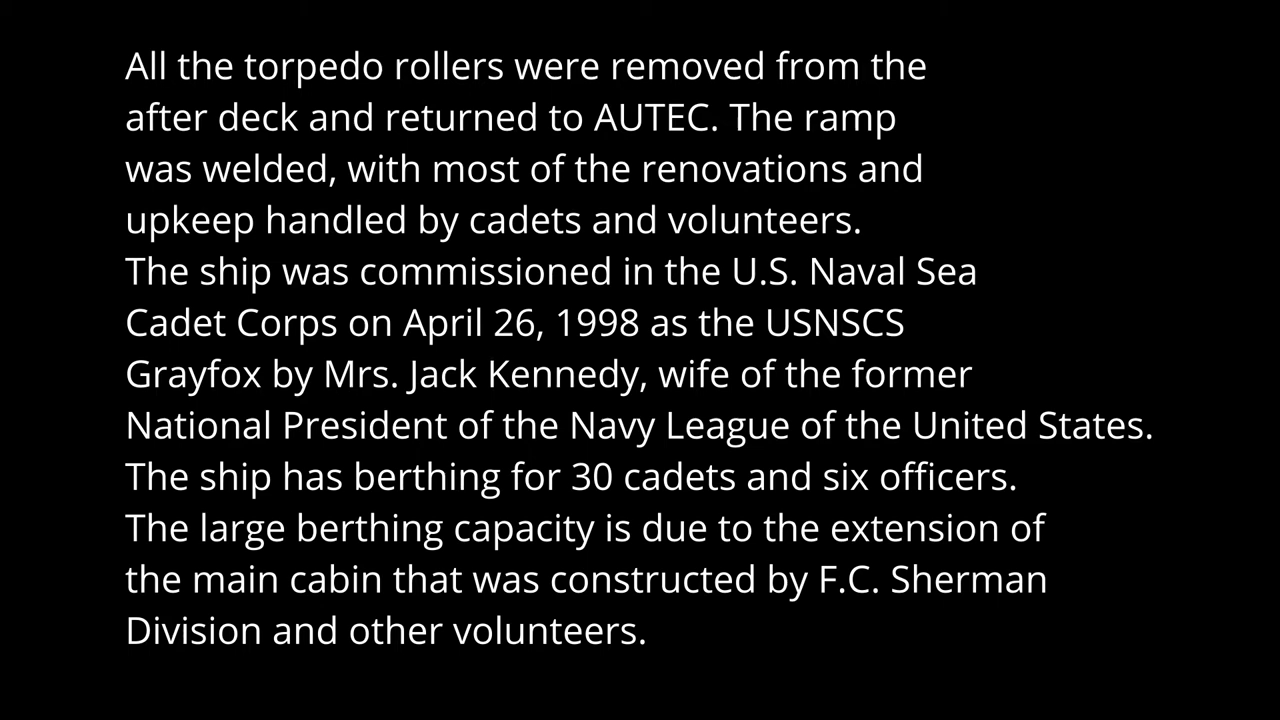 All the torpedo rollers were removed from the
after deck and returned to AUTEC. The ramp
was welded, with most of the renovations and
upkeep handled by cadets and volunteers.
The ship was commissioned in the U.S. Naval Sea
Cadet Corps on April 26, 1998 as the USNSCS
Grayfox by Mrs. Jack Kennedy, wife of the former
National President of the Navy League of the United States.
The ship has berthing for 30 cadets and six officers.
The large berthing capacity is due to the extension of
the main cabin that was constructed by F.C. Sherman
Division and other volunteers.